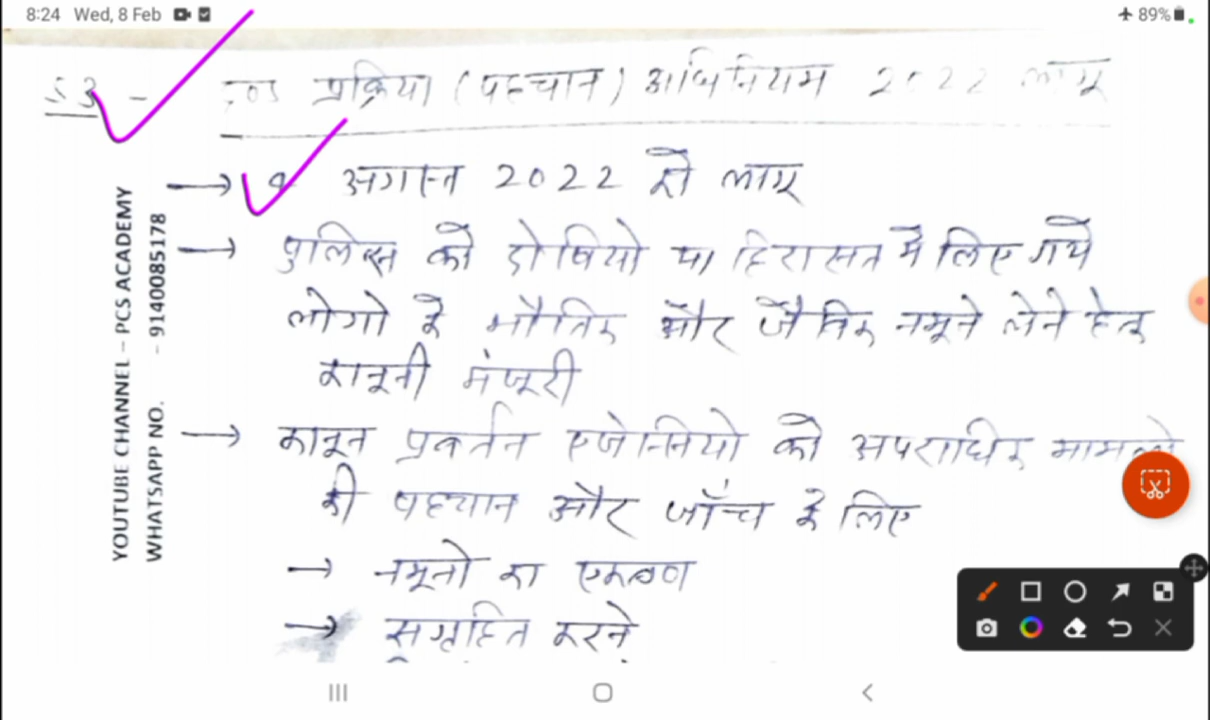 8:24 Wed, 8 Feb
89%
53 - दण्ड प्रक्रिया (पहचान) अधिनियम 2022 लागू
→ अगस्त 2022 से लागू
→ पुलिस को दोषियो या हिरासत में लिए गये
लोगो के भौतिक और जैविक नमूने लेने हेतु
कानूनी मंजूरी
→ कानून प्रवर्तन एजेन्सियो को अपराधिक मामलो
की पहचान और जाँच के लिए
→ नमूनो का एकत्रण
→ सग्रहित करने
YOUTUBE CHANNEL – PCS ACADEMY
WHATSAPP NO. - 9140085178